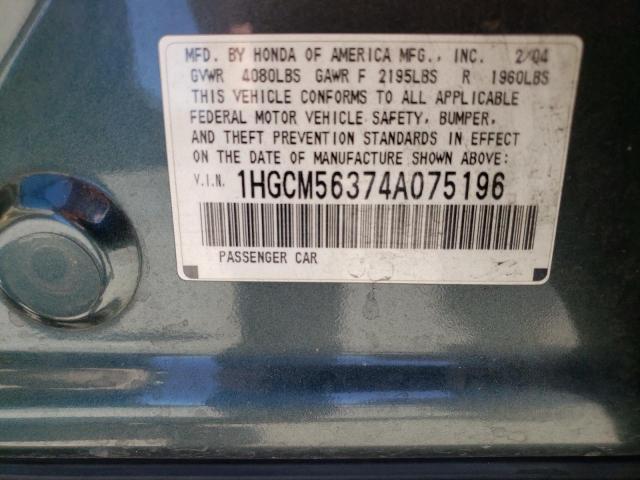 MFD. BY HONDA OF AMERICA MFG., INC. 2/04
GVWR 4080LBS GAWR F 2195LBS R 1960LBS
THIS VEHICLE CONFORMS TO ALL APPLICABLE
FEDERAL MOTOR VEHICLE SAFETY, BUMPER,
AND THEFT PREVENTION STANDARDS IN EFFECT
ON THE DATE OF MANUFACTURE SHOWN ABOVE:
V.I.N. 1HGCM56374A075196
PASSENGER CAR